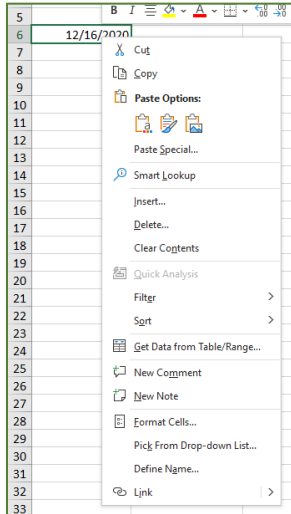 5 B I A .00
6 12/16/2020
7 Cut
8 Copy
9 Paste Options:
10
11
12
13 Paste Special...
14 Smart Lookup
15
16 Insert...
17 Delete...
18 Clear Contents
19
20 Quick Analysis
21 Filter >
22 Sort >
23
24 Get Data from Table/Range...
25 New Comment
26
27 New Note
28 Format Cells...
29 Pick From Drop-down List...
30
31 Define Name...
32 Link >
33